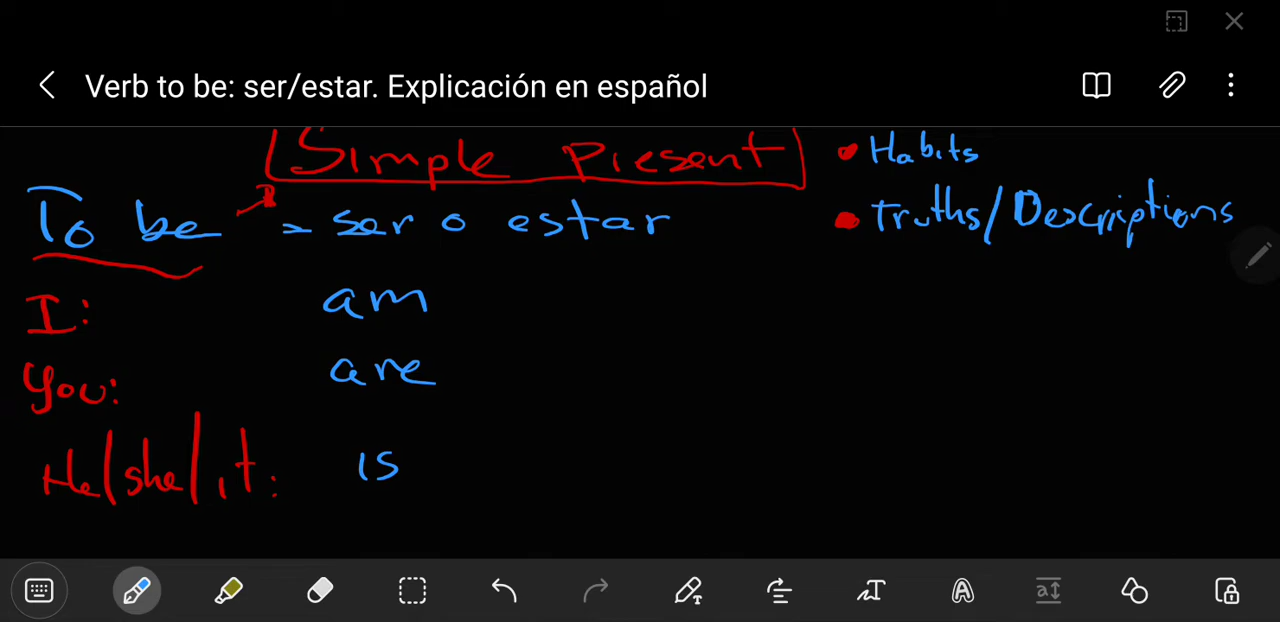 Verb to be: ser/estar. Explicación en español
Simple Present
• Habits
To be = ser o estar
• Truths/Descriptions
I: am
You: are
He/she/it: is